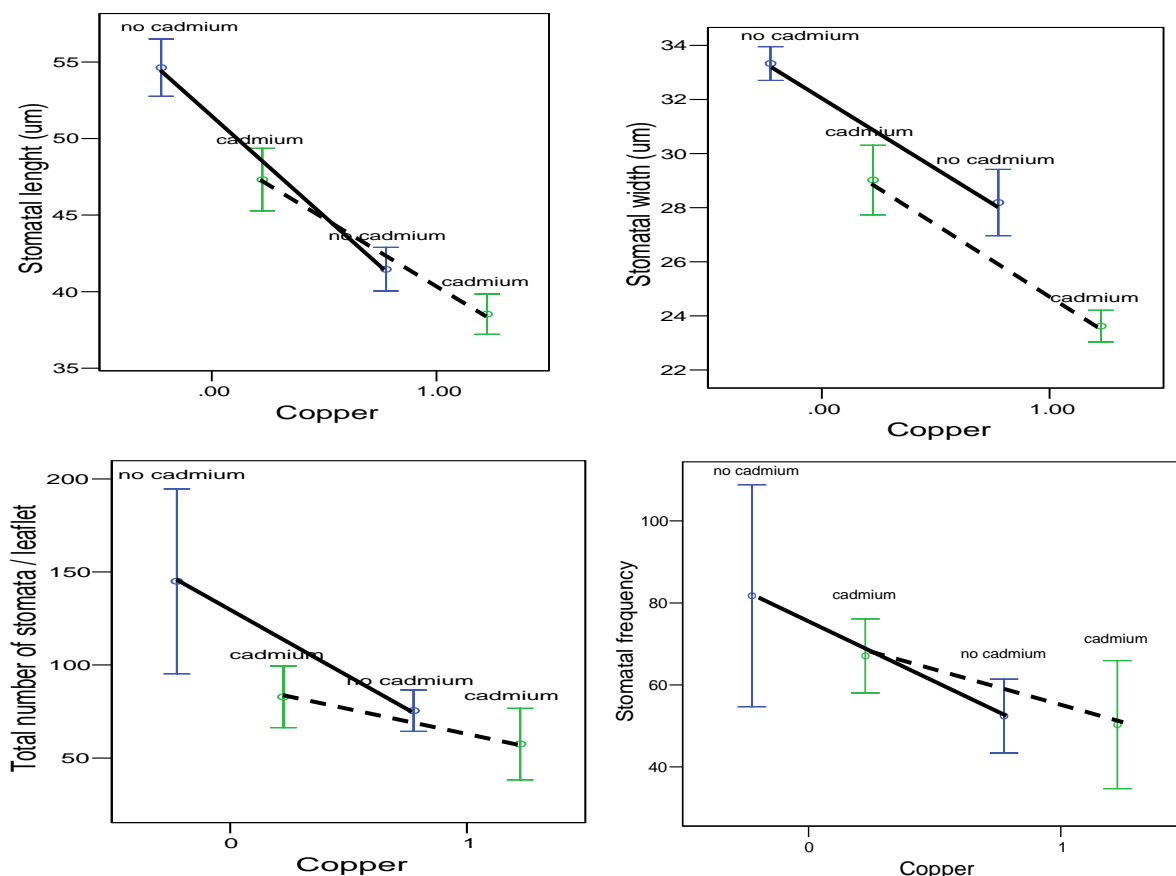 no cadmium
55
50
45
40
35
Stomatal lenght (um)
cadmium
no cadmium
cadmium
.00
1.00
Copper
no cadmium
34
32
30
28
26
24
22
Stomatal width (um)
cadmium
no cadmium
cadmium
.00
1.00
Copper
200
150
100
50
Total number of stomata / leaflet
no cadmium
cadmium
no cadmium
cadmium
0
1
Copper
no cadmium
100
80
60
40
Stomatal frequency
cadmium
no cadmium
cadmium
0
1
Copper